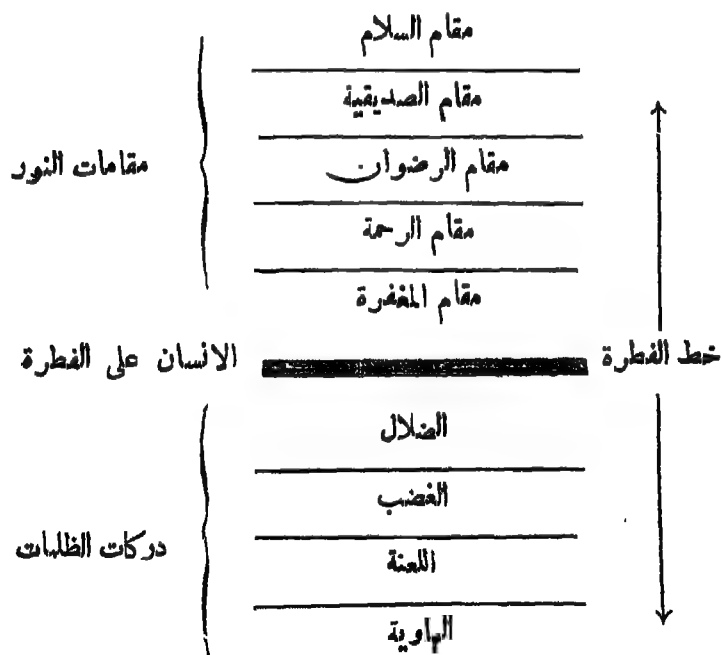 مقام السلام
مقام الصديقية
مقام الرضوان
مقامات النور
مقام الرحمة
مقام المغفرة
خط الفطرة
الانسان على الفطرة
الضلال
الغضب
دركات الظلمات
اللعنة
الهاوية